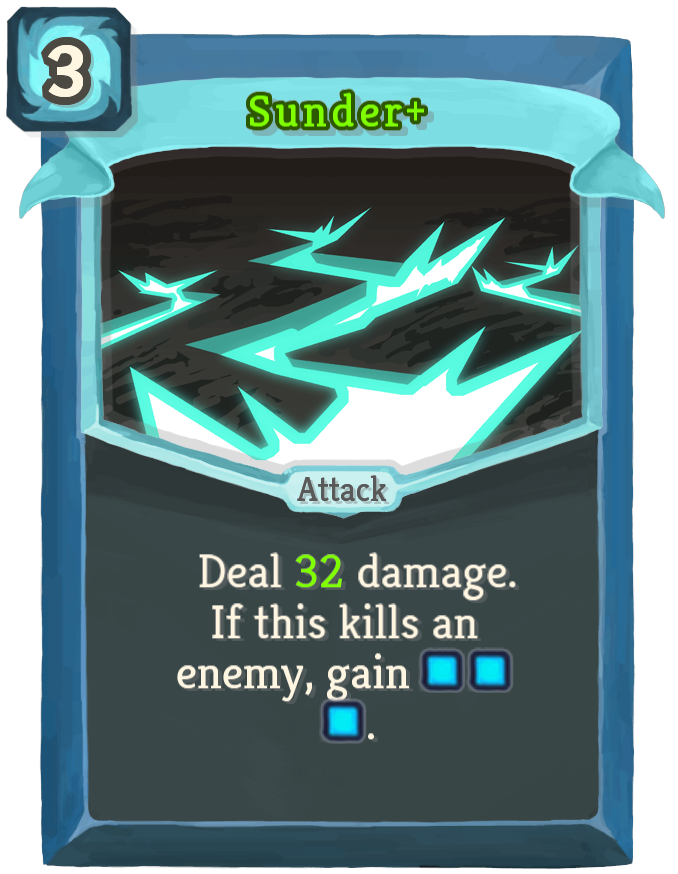 3
Sunder+
Attack
Deal 32 damage.
If this kills an
enemy, gain
.